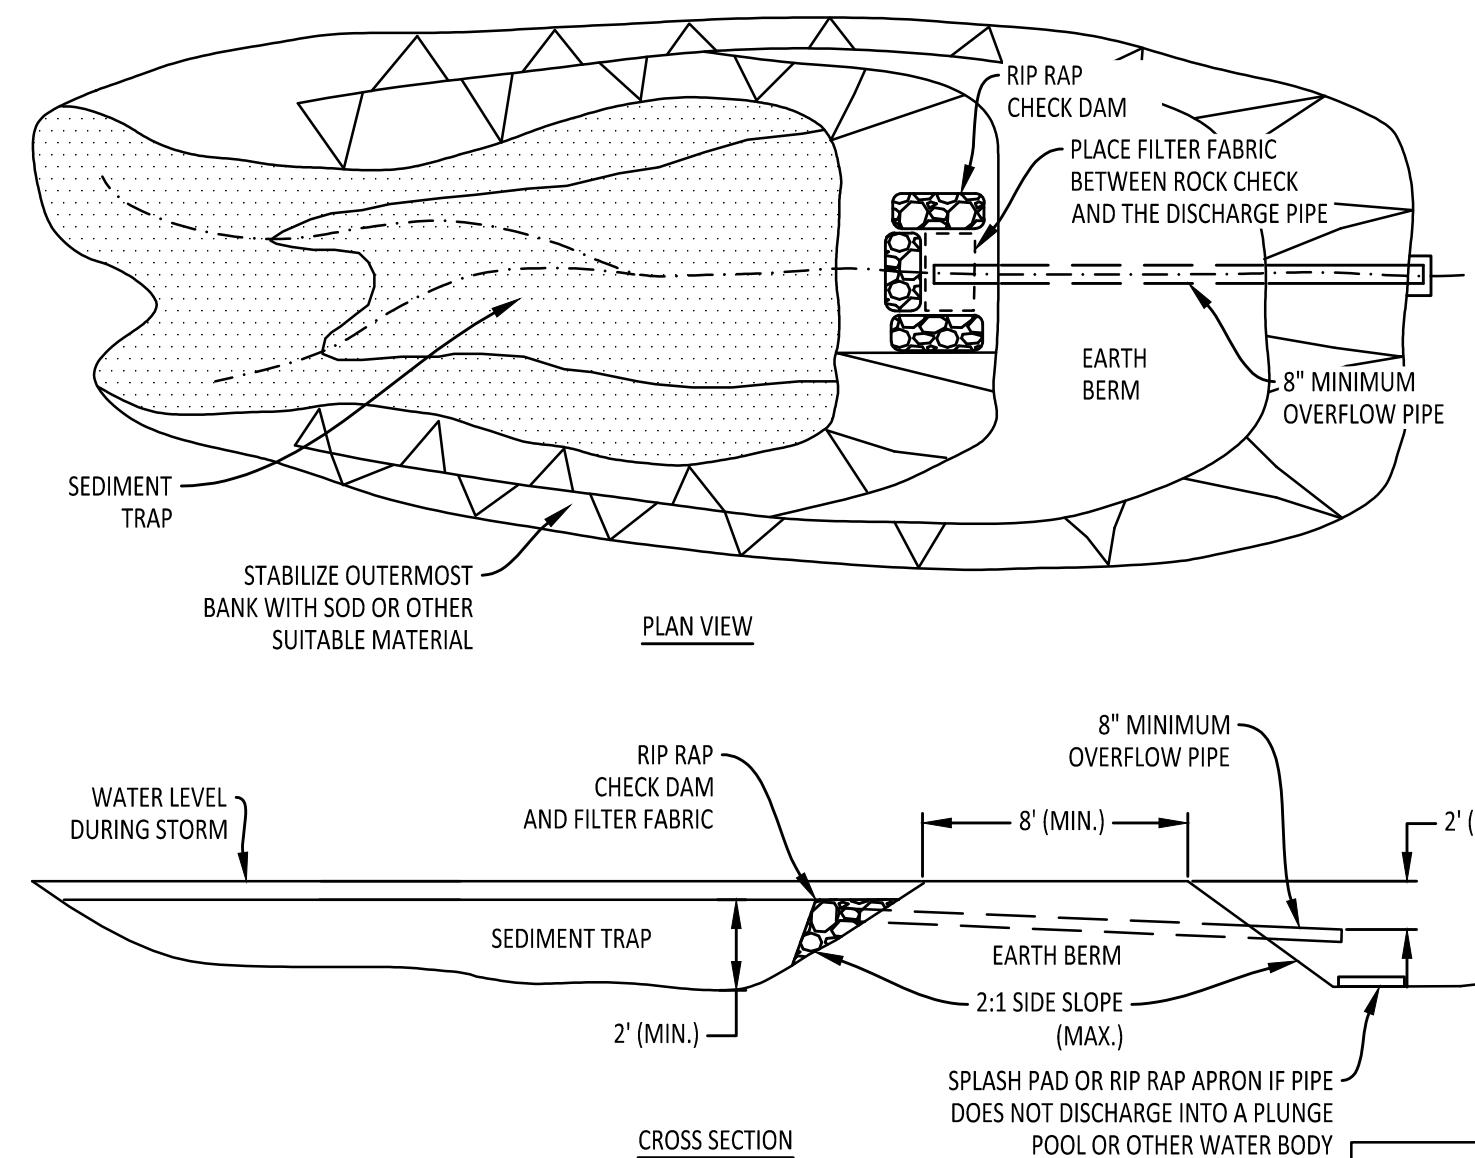 RIP RAP
CHECK DAM
PLACE FILTER FABRIC
BETWEEN ROCK CHECK
AND THE DISCHARGE PIPE
EARTH
BERM
8" MINIMUM
OVERFLOW PIPE
SEDIMENT
TRAP
STABILIZE OUTERMOST
BANK WITH SOD OR OTHER
SUITABLE MATERIAL
PLAN VIEW
8" MINIMUM
OVERFLOW PIPE
RIP RAP
CHECK DAM
AND FILTER FABRIC
WATER LEVEL
DURING STORM
8' (MIN.)
2' (
SEDIMENT TRAP
EARTH BERM
2:1 SIDE SLOPE
(MAX.)
2' (MIN.)
SPLASH PAD OR RIP RAP APRON IF PIPE
DOES NOT DISCHARGE INTO A PLUNGE
POOL OR OTHER WATER BODY
CROSS SECTION